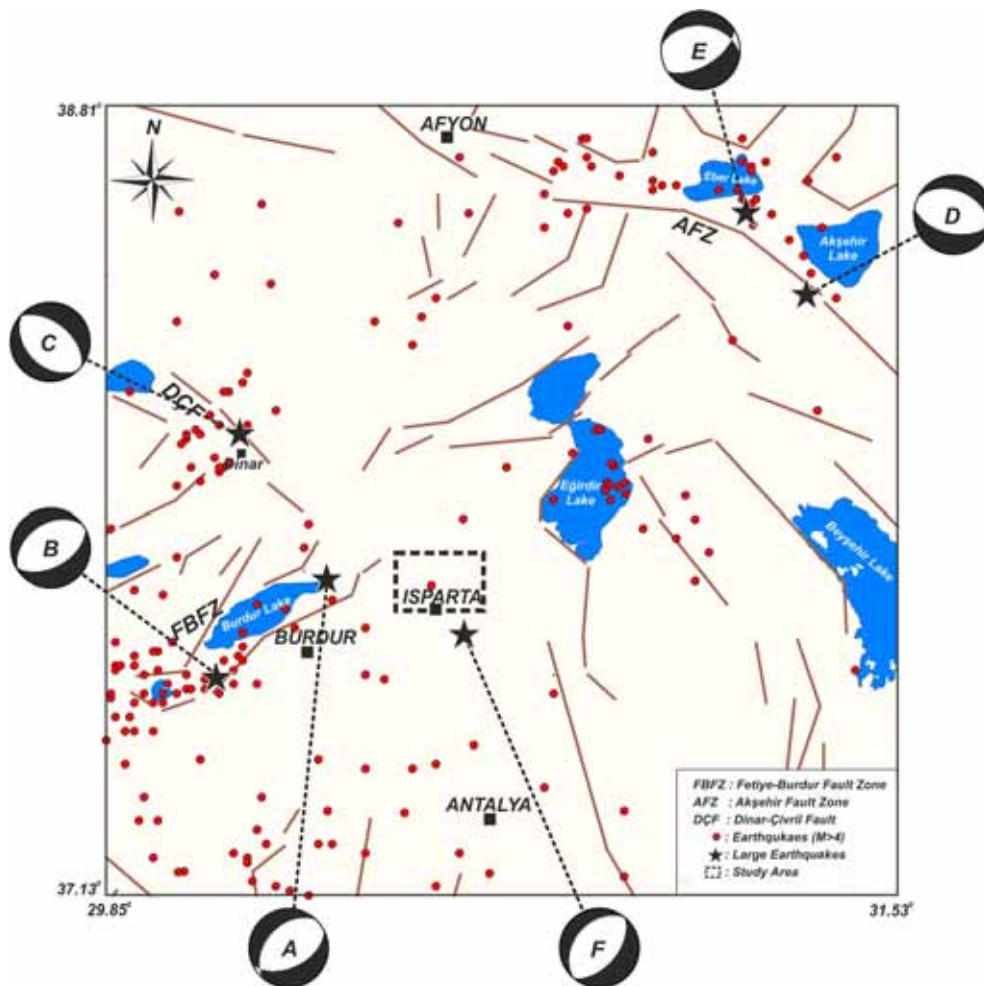 E
38.81°
N
AFYON
Eber Lake
D
AFZ
Akşehir
Lake
C
DÇF
Dinar
Eğirdir
Lake
B
Beyşehir Lake
ISPARTA
FBFZ
Burdur Lake
BURDUR
ANTALYA
FBFZ : Fetiye-Burdur Fault Zone
AFZ : Akşehir Fault Zone
DÇF : Dinar-Çivril Fault
: Earthqukaes (M>4)
: Large Earthquakes
: Study Area
37.13°
29.85°
31.53°
A
F